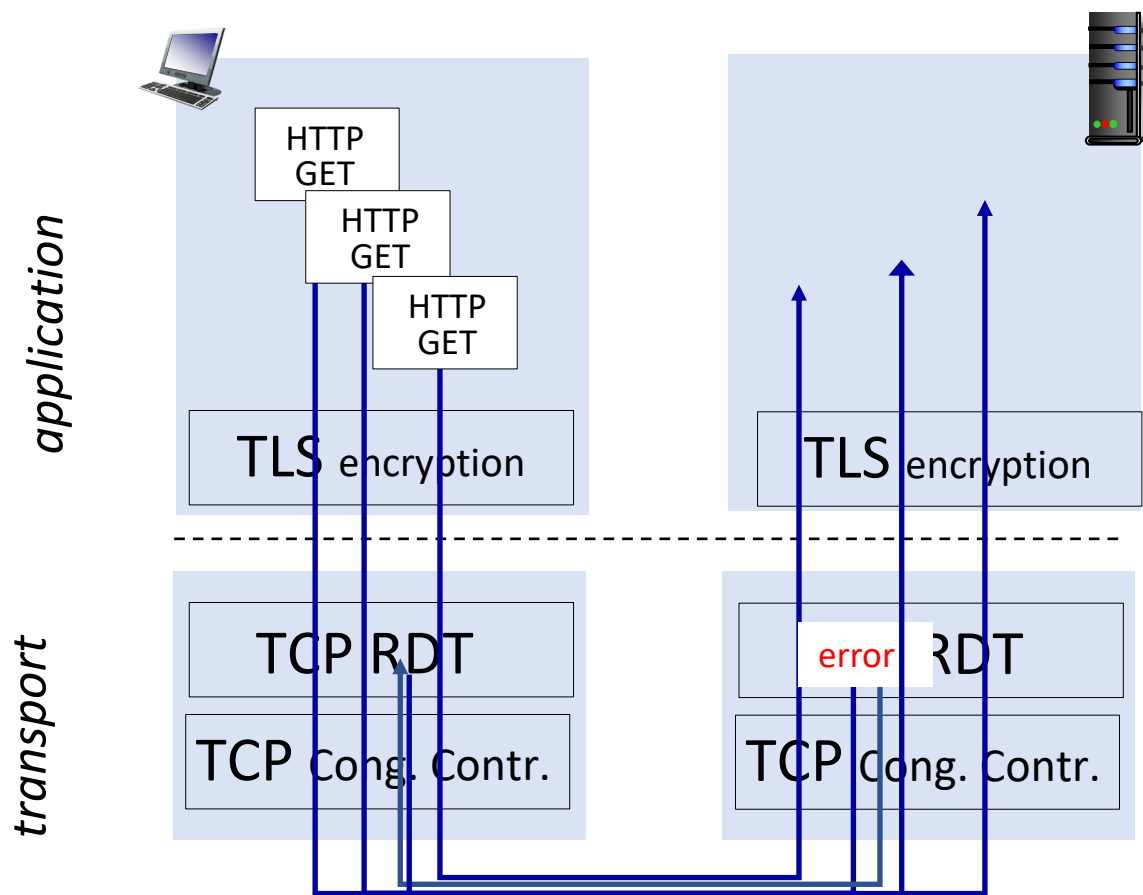 application
HTTP
GET
HTTP
GET
HTTP
GET
TLS encryption
TLS encryption
transport
TCP RDT
error RDT
TCP Cong. Contr.
TCP Cong. Contr.